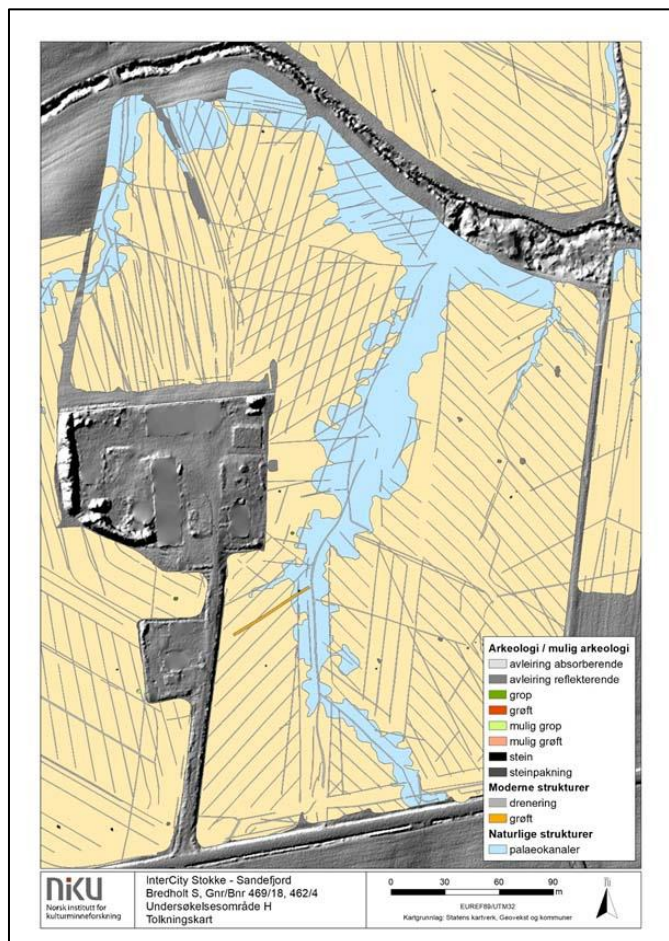 Arkeologi / mulig arkeologi
avleiring absorberende
avleiring reflekterende
grop
grøft
mulig grop
mulig grøft
stein
steinpakning
Moderne strukturer
drenering
grøft
Naturlige strukturer
palaeokanaler
niku
Norsk institutt for
kulturminneforskning
InterCity Stokke - Sandefjord
Bredholt S, Gnr/Bnr 469/18, 462/4
Undersøkelsesområde H
Tolkningskart
0 30 60 90
m
EUREF89/UTM32
Kartgrunnlag: Statens kartverk, Geovekst og kommuner